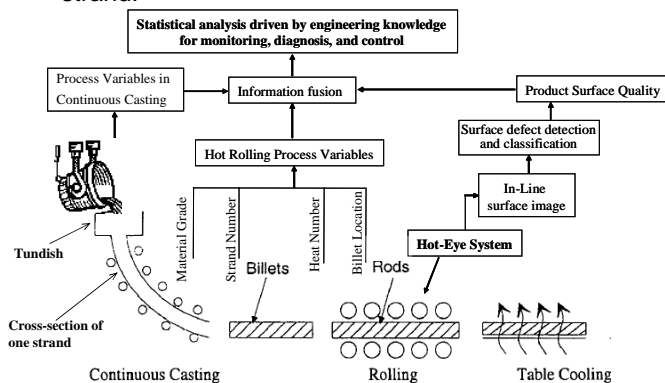 strand.
Statistical analysis driven by engineering knowledge
for monitoring, diagnosis, and control
Process Variables in
Continuous Casting
Information fusion
Product Surface Quality
Hot Rolling Process Variables
Surface defect detection
and classification
In-Line
surface image
Hot-Eye System
Material Grade
Strand Number
Heat Number
Billet Location
Tundish
Billets
Rods
Cross-section of
one strand
Continuous Casting
Rolling
Table Cooling